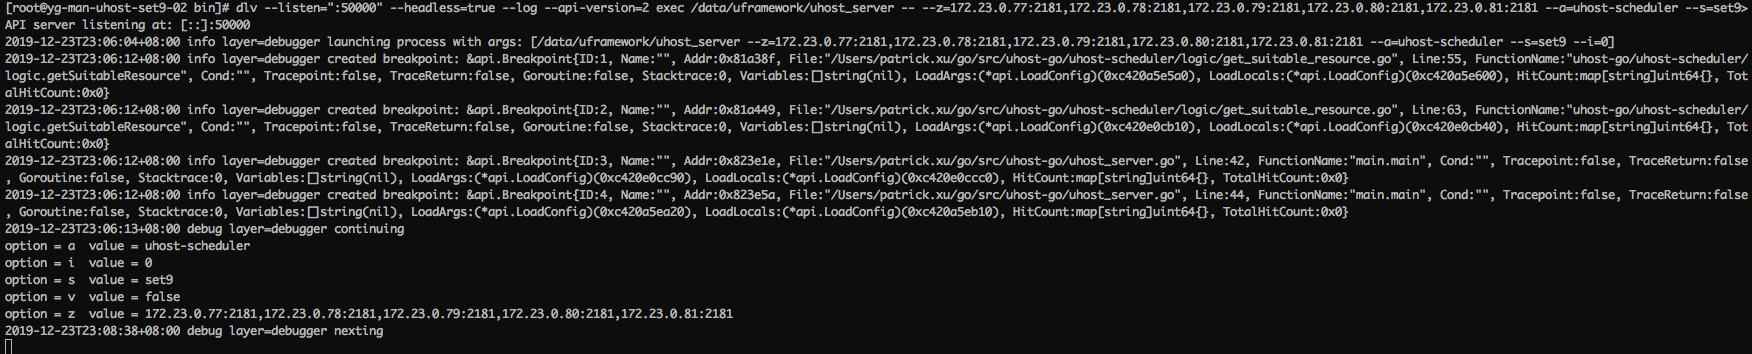 [root@yg-man-uhost-set9-02 bin]# dlv --listen=":50000" --headless=true --log --api-version=2 exec /data/uframework/uhost_server -- --z=172.23.0.77:2181,172.23.0.78:2181,172.23.0.79:2181,172.23.0.80:2181,172.23.0.81:2181 --a=uhost-scheduler --s=set9>
API server listening at: [::]:50000
2019-12-23T23:06:04+08:00 info layer=debugger launching process with args: [/data/uframework/uhost_server --z=172.23.0.77:2181,172.23.0.78:2181,172.23.0.79:2181,172.23.0.80:2181,172.23.0.81:2181 --a=uhost-scheduler --s=set9 --i=0]
2019-12-23T23:06:12+08:00 info layer=debugger created breakpoint: &api.Breakpoint{ID:1, Name:"", Addr:0x81a38f, File:"/Users/patrick.xu/go/src/uhost-go/uhost-scheduler/logic/get_suitable_resource.go", Line:55, FunctionName:"uhost-go/uhost-scheduler/
logic.getSuitableResource", Cond:"", Tracepoint:false, TraceReturn:false, Goroutine:false, Stacktrace:0, Variables:[]string(nil), LoadArgs:(*api.LoadConfig)(0xc420a5e5a0), LoadLocals:(*api.LoadConfig)(0xc420a5e600), HitCount:map[string]uint64{}, Tot
alHitCount:0x0}
2019-12-23T23:06:12+08:00 info layer=debugger created breakpoint: &api.Breakpoint{ID:2, Name:"", Addr:0x81a449, File:"/Users/patrick.xu/go/src/uhost-go/uhost-scheduler/logic/get_suitable_resource.go", Line:63, FunctionName:"uhost-go/uhost-scheduler/
logic.getSuitableResource", Cond:"", Tracepoint:false, TraceReturn:false, Goroutine:false, Stacktrace:0, Variables:[]string(nil), LoadArgs:(*api.LoadConfig)(0xc420e0cb10), LoadLocals:(*api.LoadConfig)(0xc420e0cb40), HitCount:map[string]uint64{}, Tot
alHitCount:0x0}
2019-12-23T23:06:12+08:00 info layer=debugger created breakpoint: &api.Breakpoint{ID:3, Name:"", Addr:0x823e1e, File:"/Users/patrick.xu/go/src/uhost-go/uhost_server.go", Line:42, FunctionName:"main.main", Cond:"", Tracepoint:false, TraceReturn:false
, Goroutine:false, Stacktrace:0, Variables:[]string(nil), LoadArgs:(*api.LoadConfig)(0xc420e0cc90), LoadLocals:(*api.LoadConfig)(0xc420e0ccc0), HitCount:map[string]uint64{}, TotalHitCount:0x0}
2019-12-23T23:06:12+08:00 info layer=debugger created breakpoint: &api.Breakpoint{ID:4, Name:"", Addr:0x823e5a, File:"/Users/patrick.xu/go/src/uhost-go/uhost_server.go", Line:44, FunctionName:"main.main", Cond:"", Tracepoint:false, TraceReturn:false
, Goroutine:false, Stacktrace:0, Variables:[]string(nil), LoadArgs:(*api.LoadConfig)(0xc420a5ea20), LoadLocals:(*api.LoadConfig)(0xc420a5eb10), HitCount:map[string]uint64{}, TotalHitCount:0x0}
2019-12-23T23:06:13+08:00 debug layer=debugger continuing
option = a  value = uhost-scheduler
option = i  value = 0
option = s  value = set9
option = v  value = false
option = z  value = 172.23.0.77:2181,172.23.0.78:2181,172.23.0.79:2181,172.23.0.80:2181,172.23.0.81:2181
2019-12-23T23:08:38+08:00 debug layer=debugger nexting